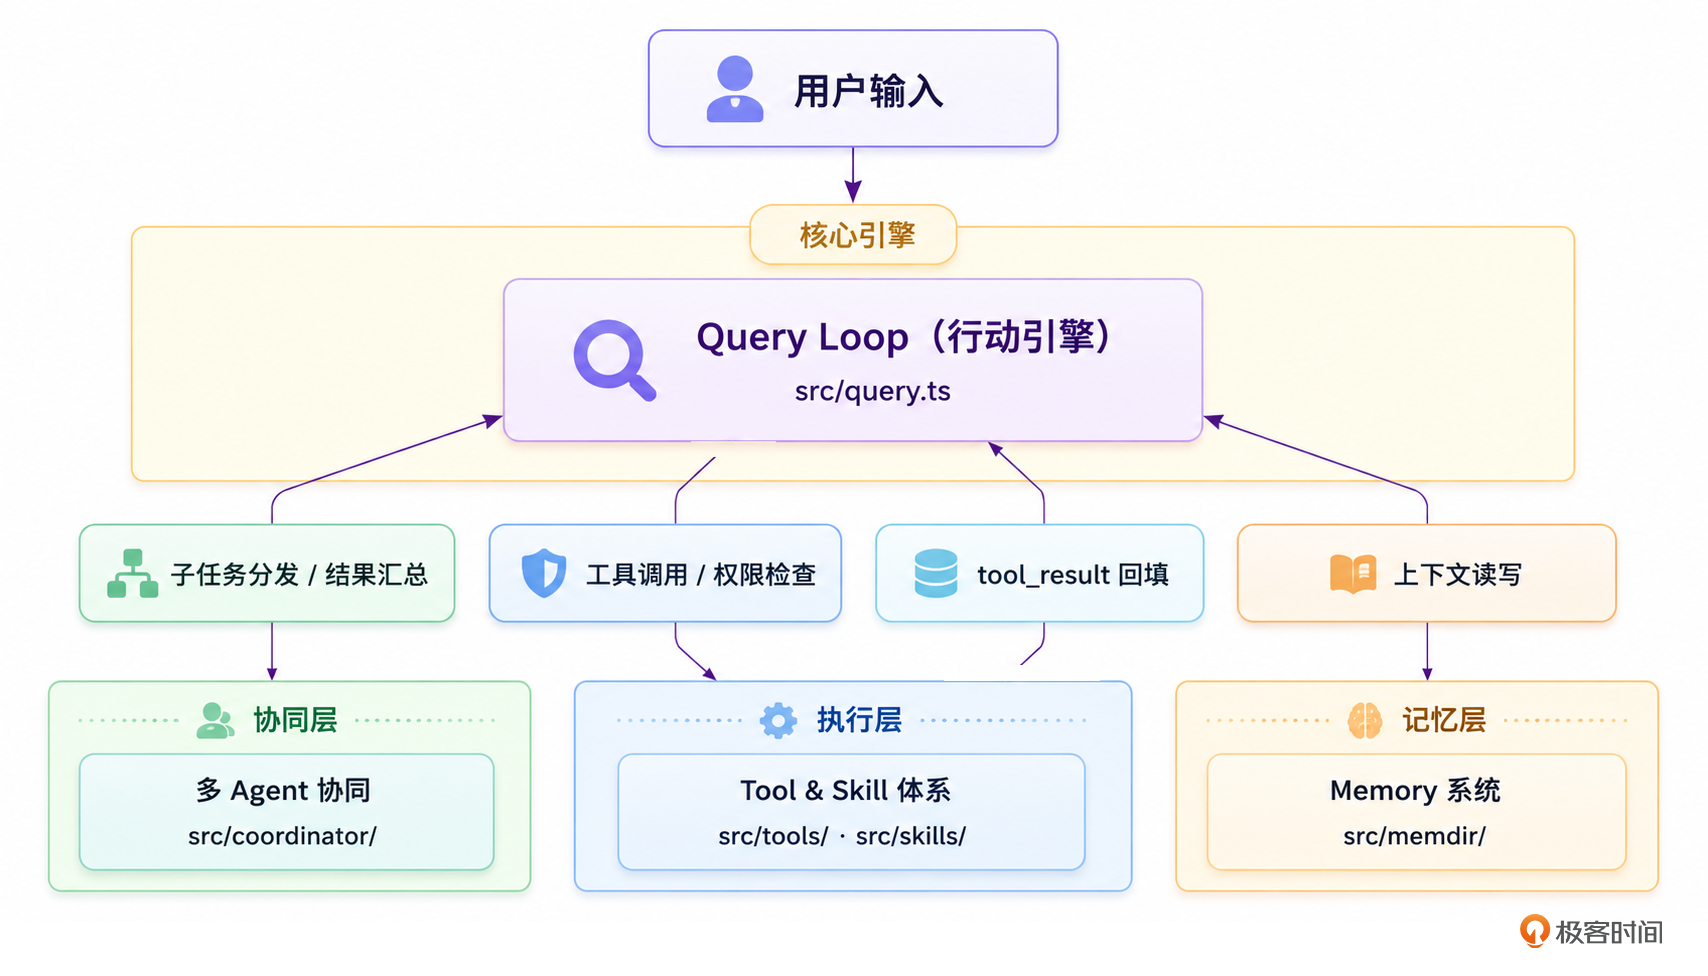 用户输入
核心引擎
Query Loop（行动引擎）
src/query.ts
子任务分发 / 结果汇总
工具调用 / 权限检查
tool_result 回填
上下文读写
协同层
多 Agent 协同
src/coordinator/
执行层
Tool & Skill 体系
src/tools/ · src/skills/
记忆层
Memory 系统
src/memdir/
极客时间